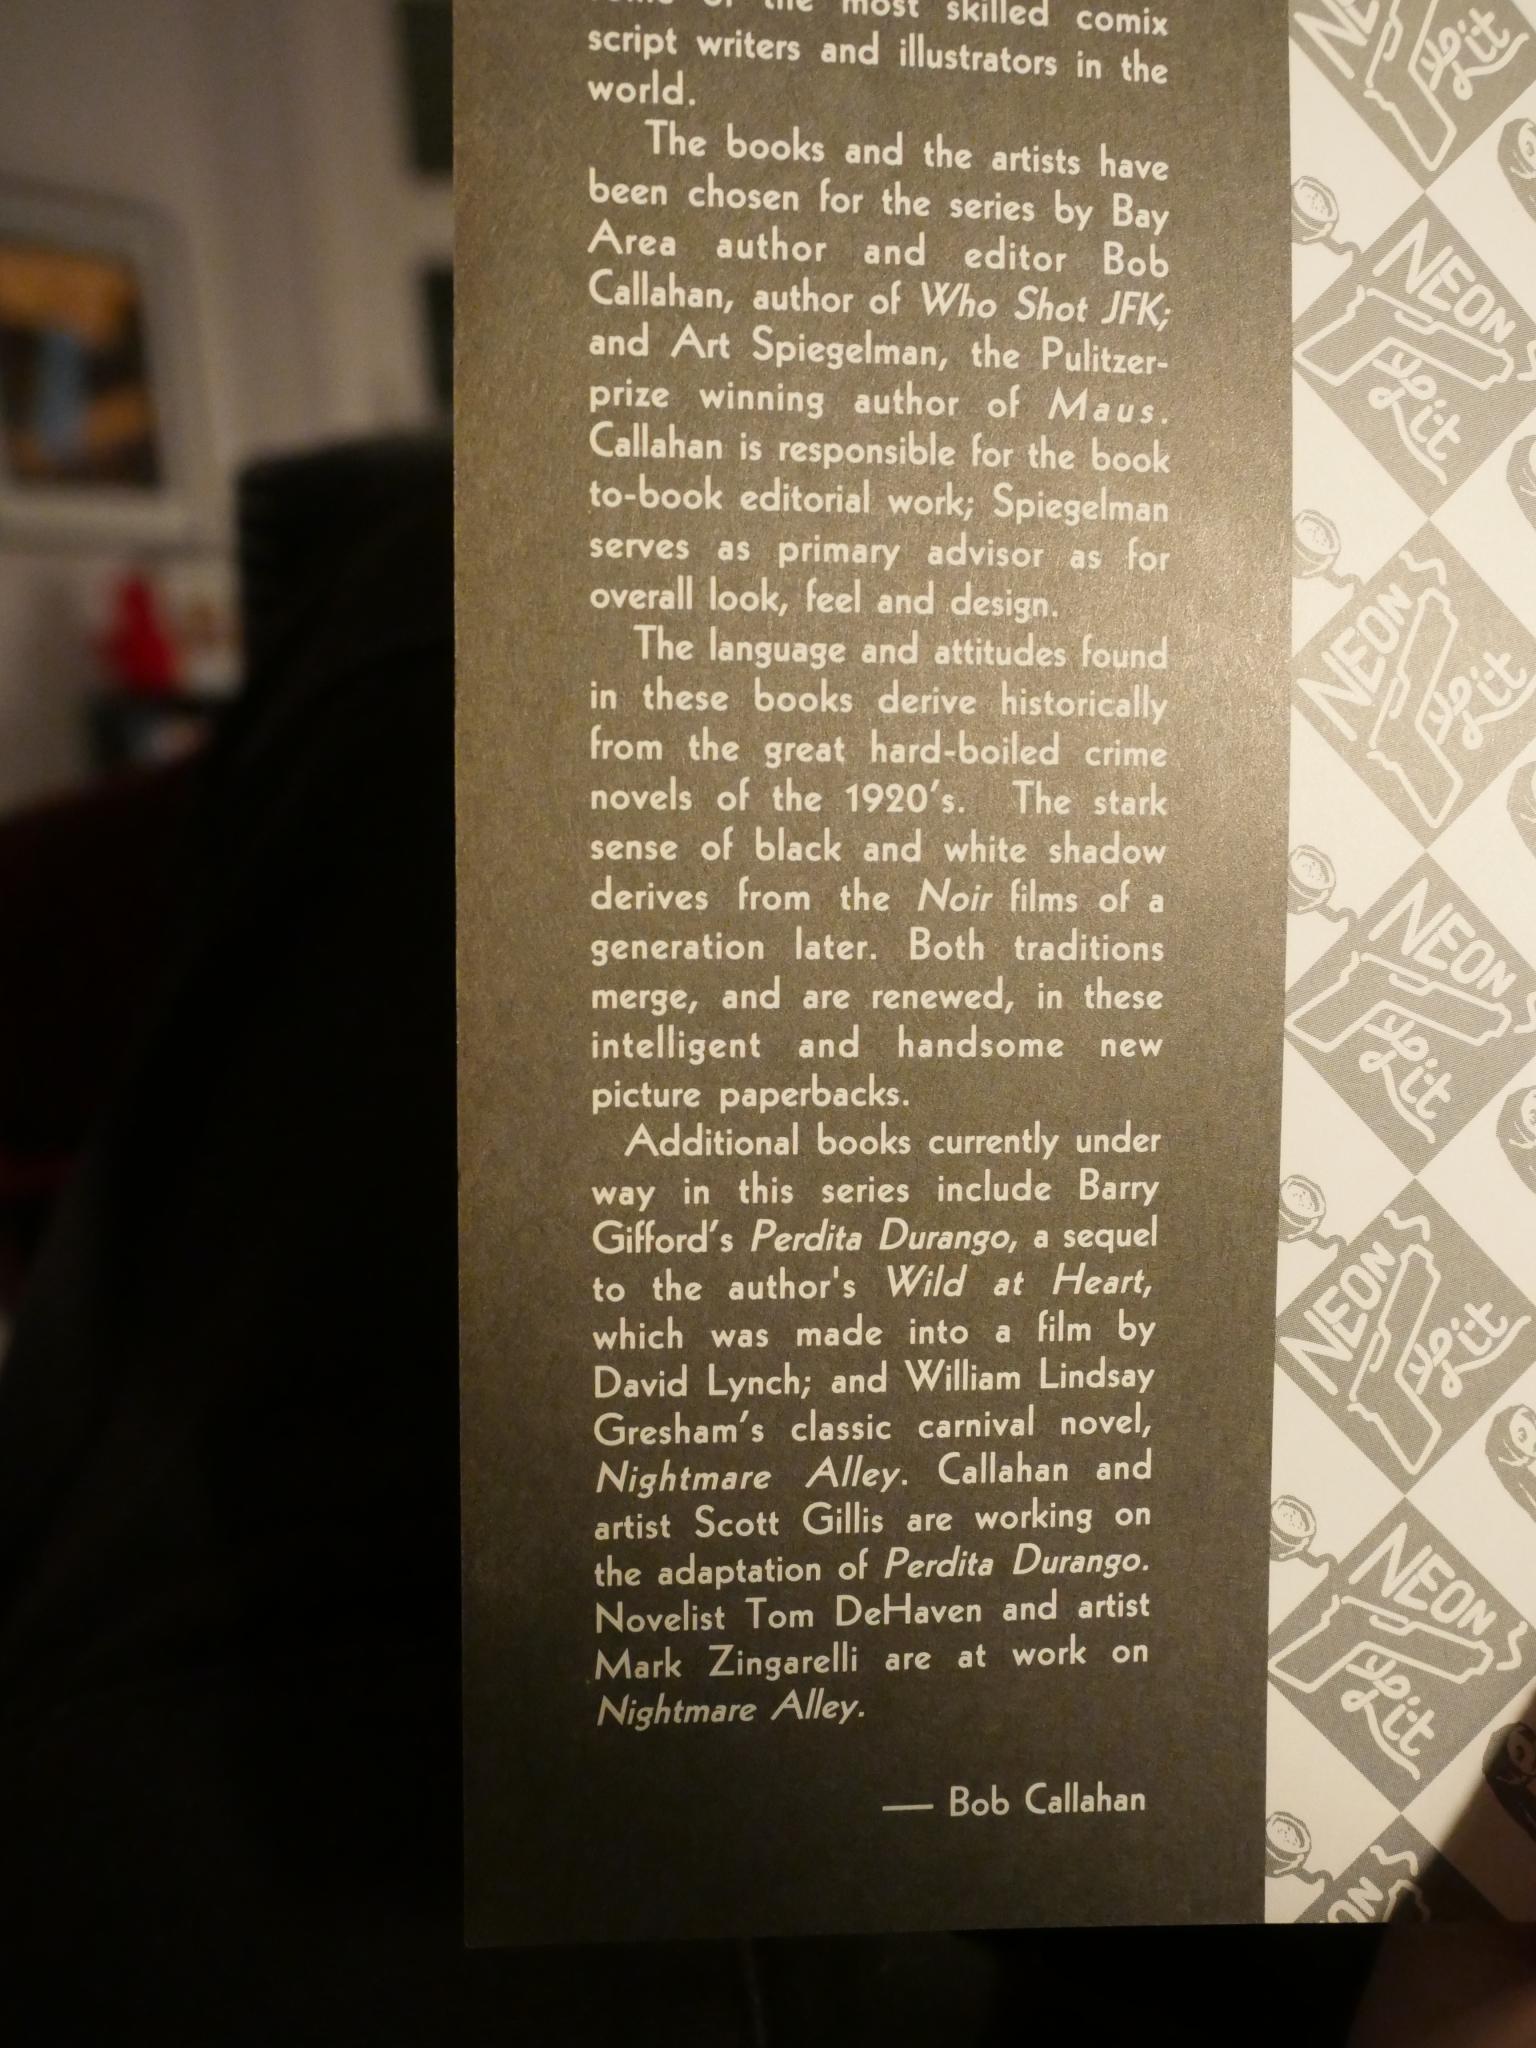 of the most skilled comix
script writers and illustrators in the
world.
The books and the artists have
been chosen for the series by Bay
Area author and editor Bob
Callahan, author of Who Shot JFK;
and Art Spiegelman, the Pulitzer-
prize winning author of Maus.
Callahan is responsible for the book
to-book editorial work; Spiegelman
serves as primary advisor as for
overall look, feel and design.
The language and attitudes found
in these books derive historically
from the great hard-boiled crime
novels of the 1920's. The stark
sense of black and white shadow
derives from the Noir films of a
generation later. Both traditions
merge, and are renewed, in these
intelligent and handsome new
picture paperbacks.
Additional books currently under
way in this series include Barry
Gifford's Perdita Durango, a sequel
to the author's Wild at Heart,
which was made into a film by
David Lynch; and William Lindsay
Gresham's classic carnival novel,
Nightmare Alley. Callahan and
artist Scott Gillis are working on
the adaptation of Perdita Durango.
Novelist Tom DeHaven and artist
Mark Zingarelli are at work on
Nightmare Alley.
— Bob Callahan
Lit
NEON
Lit
NEON
Lit
NEON
Lit
NEON
Lit
NEON
Lit